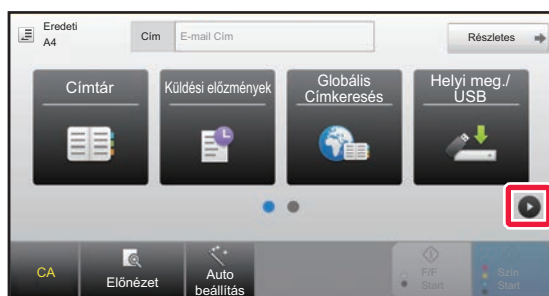 Eredeti
A4
Cím
E-mail Cím
Részletes
Címtár
Küldési előzmények
Globális
Címkeresés
Helyi meg./
USB
CA
Előnézet
Auto
beállítás
F/F
Start
Szín
Start